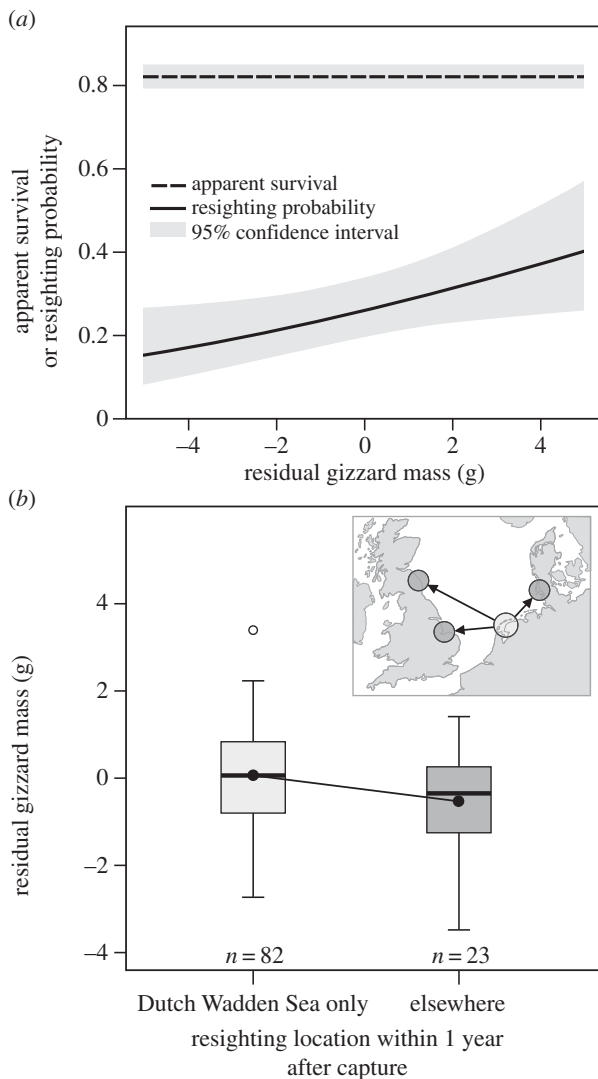 (a)
0.8
0.6
0.4
0.2
0
apparent survival
or resighting probability
apparent survival
resighting probability
95% confidence interval
–4 –2 0 2 4
residual gizzard mass (g)
(b)
4
2
0
–2
–4
residual gizzard mass (g)
n = 82 n = 23
Dutch Wadden Sea only elsewhere
resighting location within 1 year
after capture